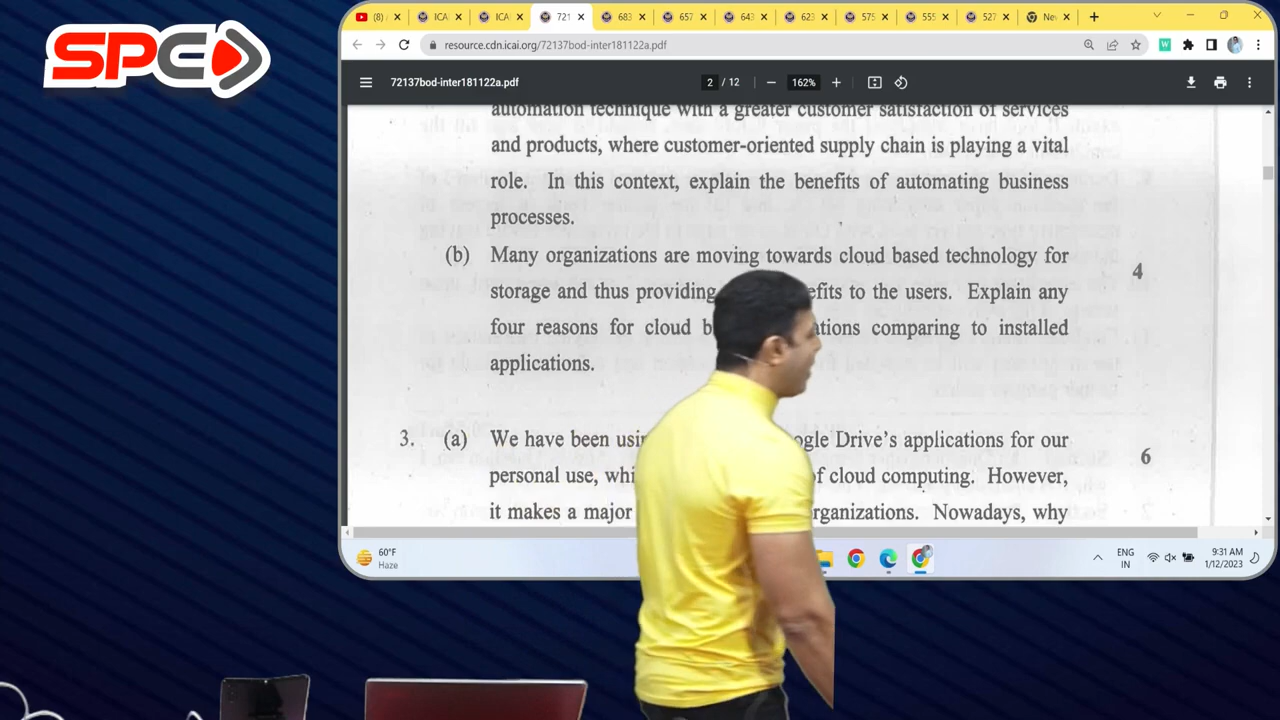 SPC
(8)
ICA
ICA
721
683
657
643
623
575
555
527
Nev
resource.cdn.icai.org/72137bod-inter181122a.pdf
72137bod-inter181122a.pdf
2 / 12
162%
automation technique with a greater customer satisfaction of services
and products, where customer-oriented supply chain is playing a vital
role. In this context, explain the benefits of automating business
processes.
(b) Many organizations are moving towards cloud based technology for 4
storage and thus providing efits to the users. Explain any
four reasons for cloud b ations comparing to installed
applications.
3. (a) We have been usin ogle Drive's applications for our 6
personal use, whi of cloud computing. However,
it makes a major rganizations. Nowadays, why
60°F
Haze
ENG
IN
9:31 AM
1/12/2023